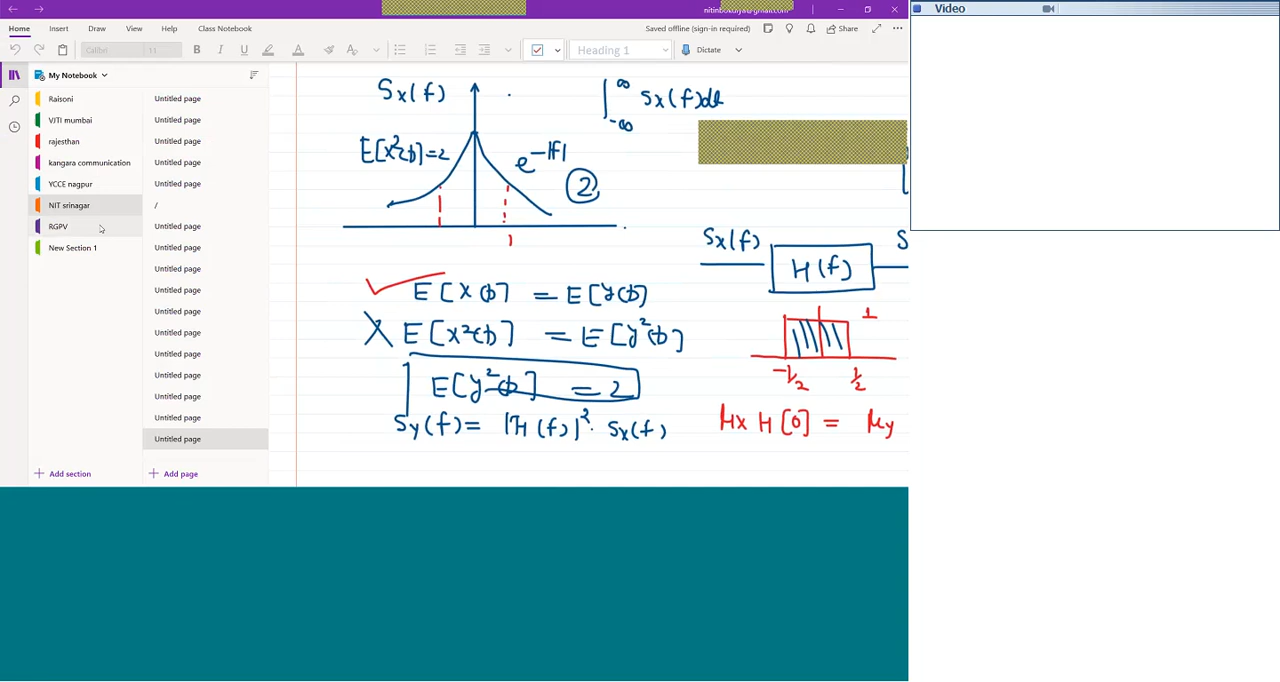 Video
Home Insert Draw View Help Class Notebook
Saved offline (sign-in required) Share
Calibri 11 B I U A Heading 1 Dictate
My Notebook
Raisoni
VJTI mumbai
rajesthan
kangara communication
YCCE nagpur
NIT srinagar
RGPV
New Section 1
Add section
Untitled page
Untitled page
Untitled page
Untitled page
Untitled page
/
Untitled page
Untitled page
Untitled page
Untitled page
Untitled page
Untitled page
Untitled page
Untitled page
Untitled page
Untitled page
Untitled page
Add page
Sx(f)
∫-∞^∞ Sx(f)df
E[x²(t)]=2
e^-|f|
2
1
Sx(f) H(f) S
E[x(t)] = E[y(t)]
E[x²(t)] = E[y²(t)]
1
-1/2 1/2
E[y²(t)] = 2
Sy(f) = |H(f)|². Sx(f)
μx H[0] = μy